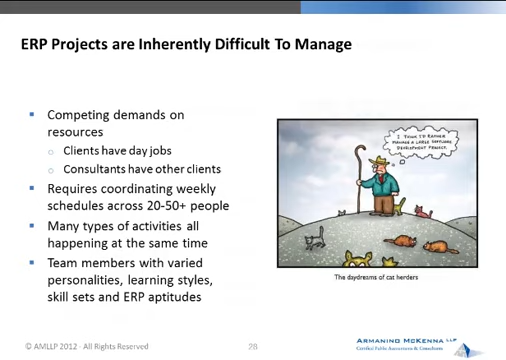 ERP Projects are Inherently Difficult To Manage
Competing demands on
resources
Clients have day jobs
Consultants have other clients
Requires coordinating weekly
schedules across 20-50+ people
Many types of activities all
happening at the same time
Team members with varied
personalities, learning styles,
skill sets and ERP aptitudes
I THINK I'D RATHER
MANAGE A LARGE SOFTWARE
DEVELOPMENT PROJECT.
The daydreams of cat herders
© AMLLP 2012 - All Rights Reserved
28
ARMANINO MCKENNA LLP
Certified Public Accountants & Consultants